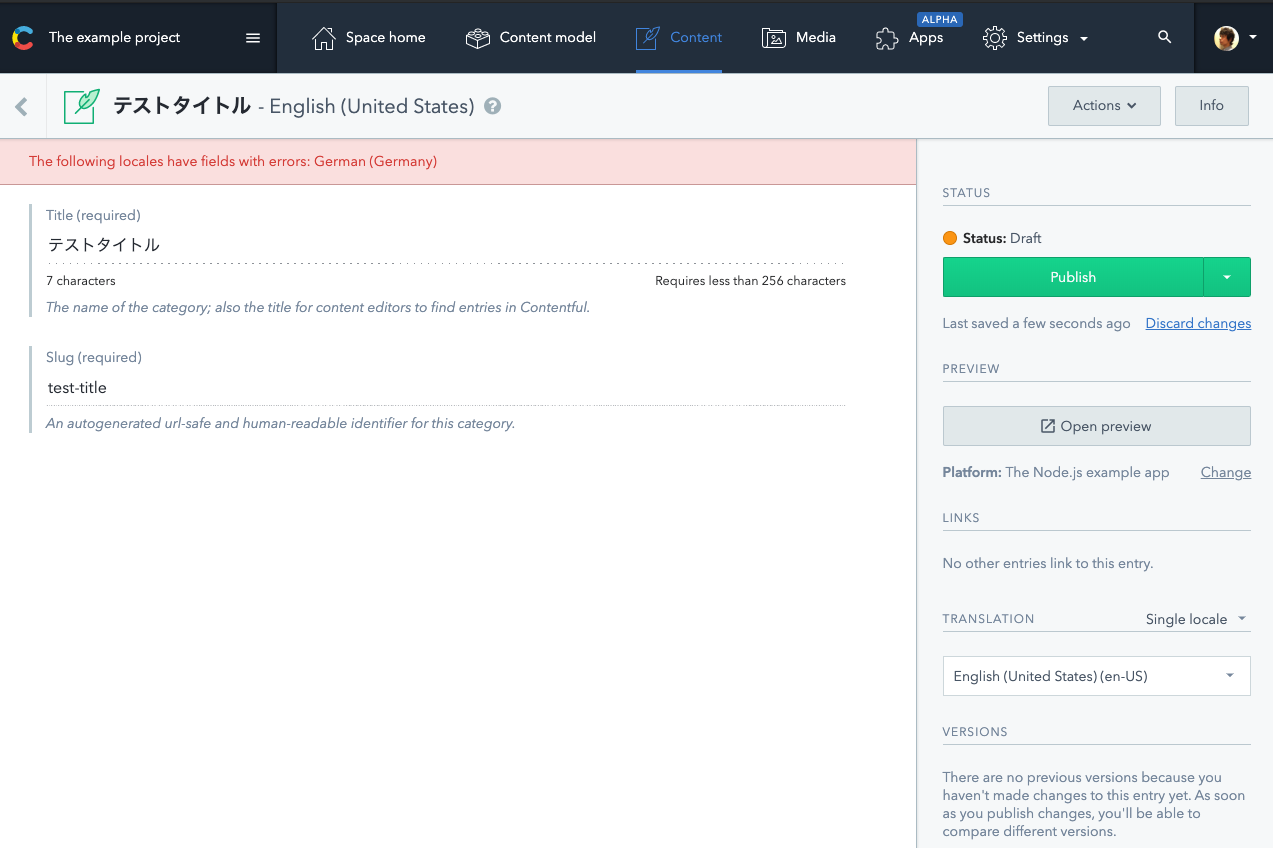 The example project
Space home
Content model
Content
Media
ALPHA
Apps
Settings
テストタイトル - English (United States) ?
Actions
Info
The following locales have fields with errors: German (Germany)
Title (required)
テストタイトル
7 characters
Requires less than 256 characters
The name of the category; also the title for content editors to find entries in Contentful.
Slug (required)
test-title
An autogenerated url-safe and human-readable identifier for this category.
STATUS
Status: Draft
Publish
Last saved a few seconds ago
Discard changes
PREVIEW
Open preview
Platform: The Node.js example app
Change
LINKS
No other entries link to this entry.
TRANSLATION
Single locale
English (United States) (en-US)
VERSIONS
There are no previous versions because you
haven't made changes to this entry yet. As soon
as you publish changes, you'll be able to
compare different versions.